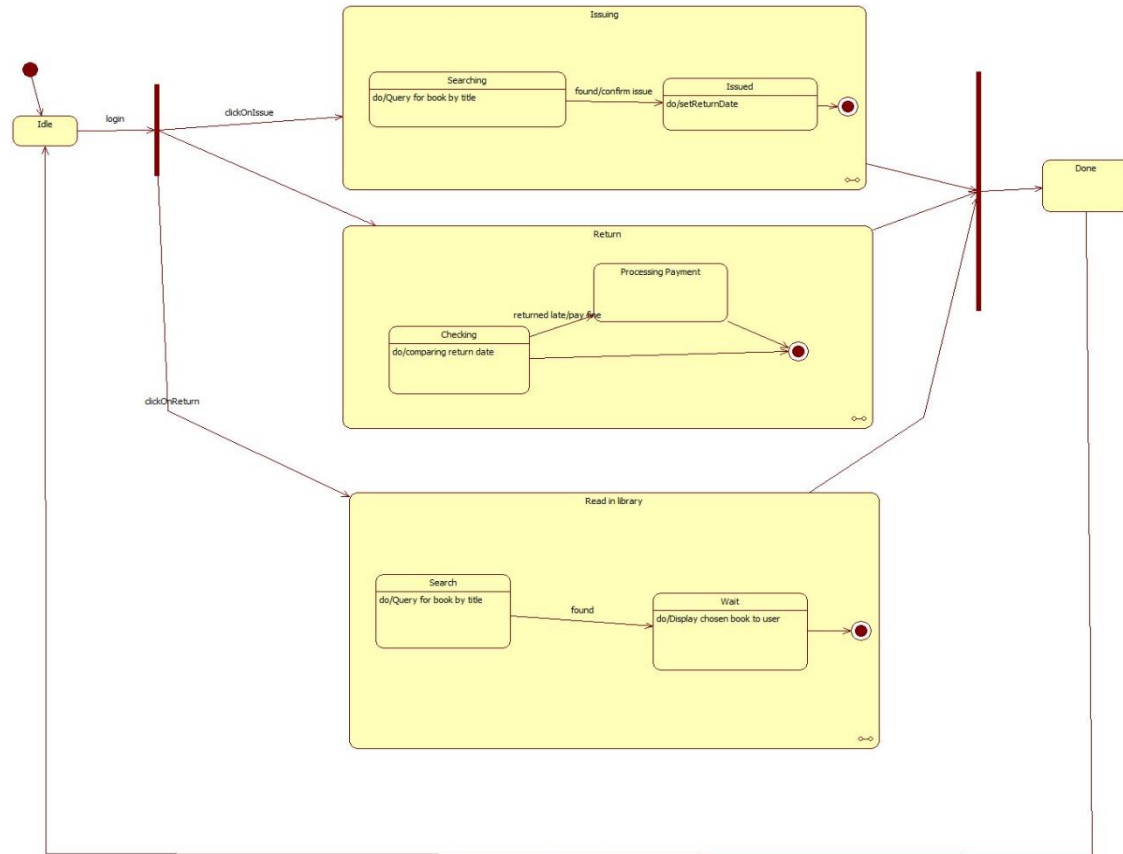 Issuing
Searching
do/Query for book by title
found/confirm issue
Issued
do/setReturnDate
Idle
login
clickOnIssue
Done
Return
Processing Payment
returned late/pay fine
Checking
do/comparing return date
clickOnReturn
Read in library
Search
do/Query for book by title
found
Wait
do/Display chosen book to user